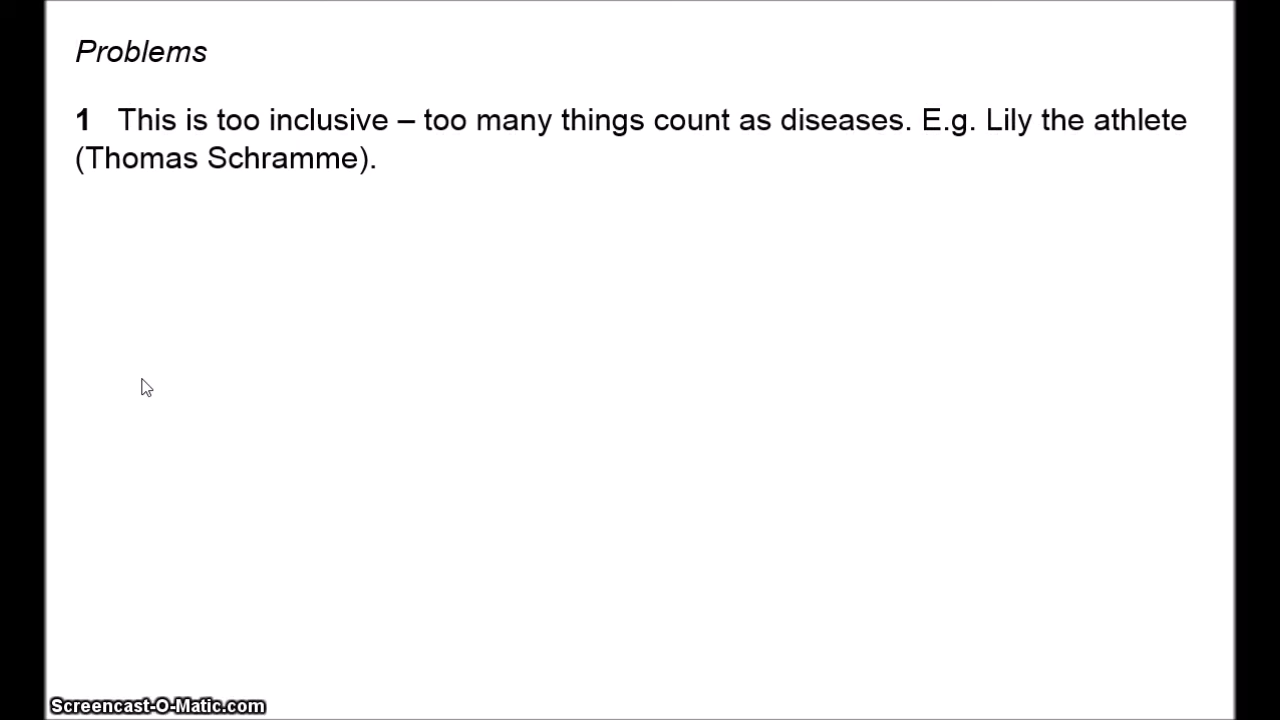 Problems
1 This is too inclusive – too many things count as diseases. E.g. Lily the athlete
(Thomas Schramme).
Screencast-O-Matic.com